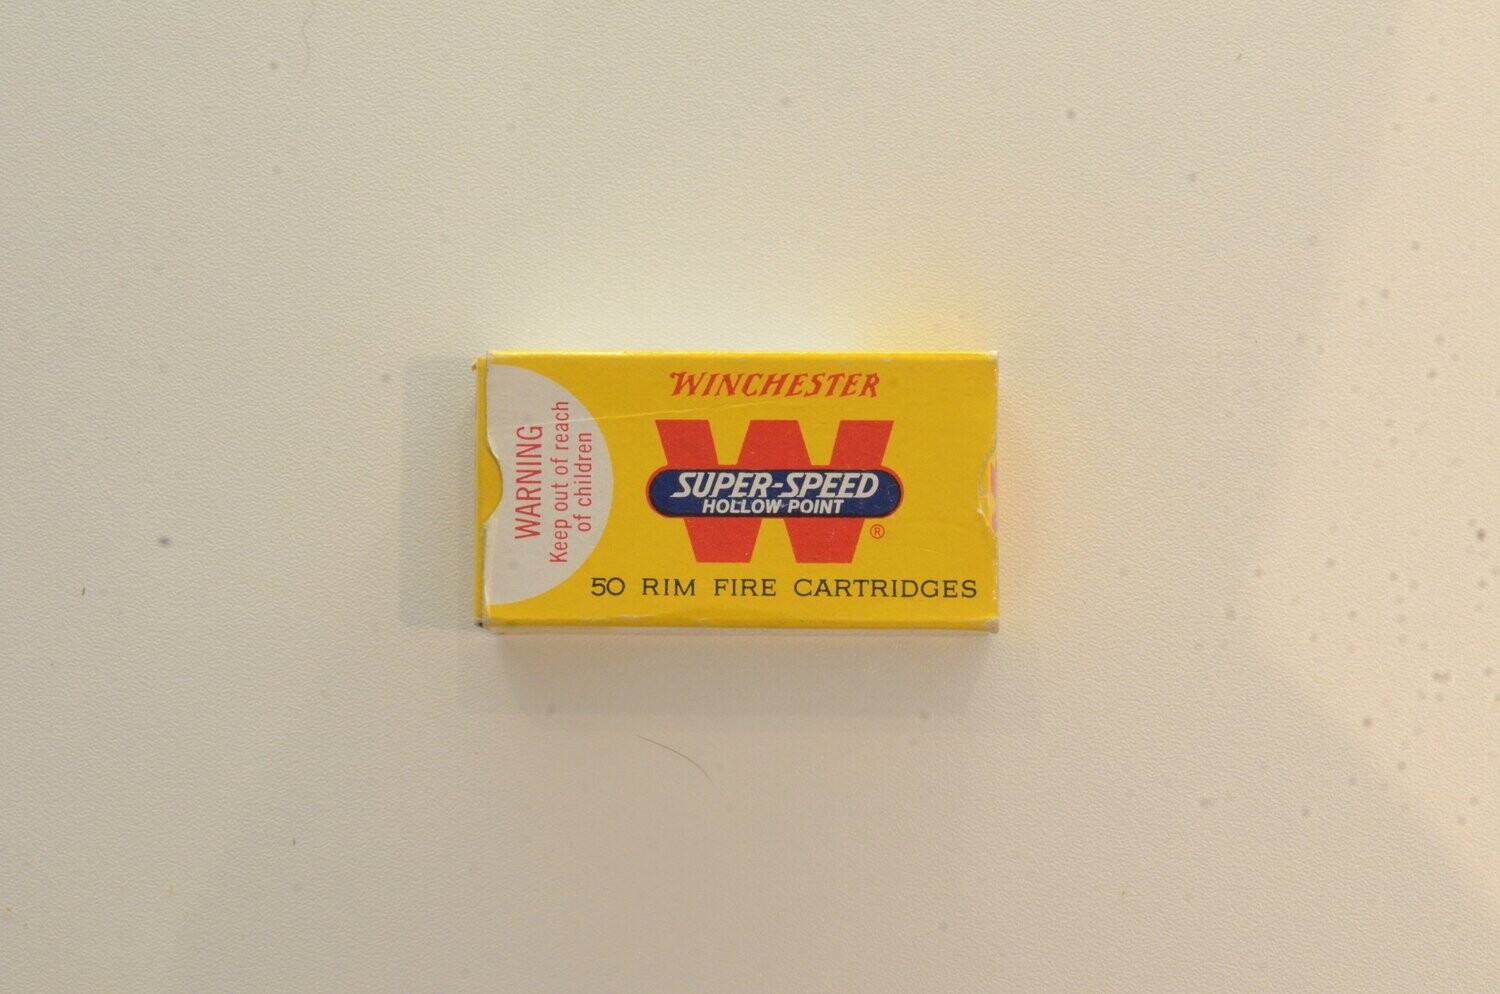 WARNING
Keep out of reach
of children
WINCHESTER
W
SUPER-SPEED
HOLLOW POINT
®
50 RIM FIRE CARTRIDGES